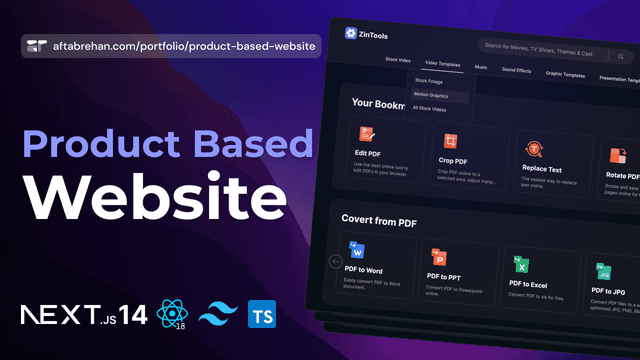 aftabrehan.com/portfolio/product-based-website
Product Based
Website
NEXT.JS 14
18
TS
ZinTools
Search for Movies, TV Shows, Themes & Cast
Stock Video
Video Templates
Music
Sound Effects
Graphic Templates
Presentation Templ
Stock Fotage
Motion Graphics
All Stock Videos
Your Bookm
Edit PDF
Use the best online tool to
edit PDFs in your browser.
Crop PDF
Crop PDF online to a
selected area, adjust margi...
Replace Text
The easiest way to replace
text online.
Rotate PDF
Rotate and save
pages online for
Covert from PDF
PDF to Word
Easily convert PDF to Word
document.
PDF to PPT
Convert PDF to Powerpoint
online.
PDF to Excel
Convert PDF to xls for free.
PDF to JPG
Convert PDF files to a s
optimized JPG, PNG,